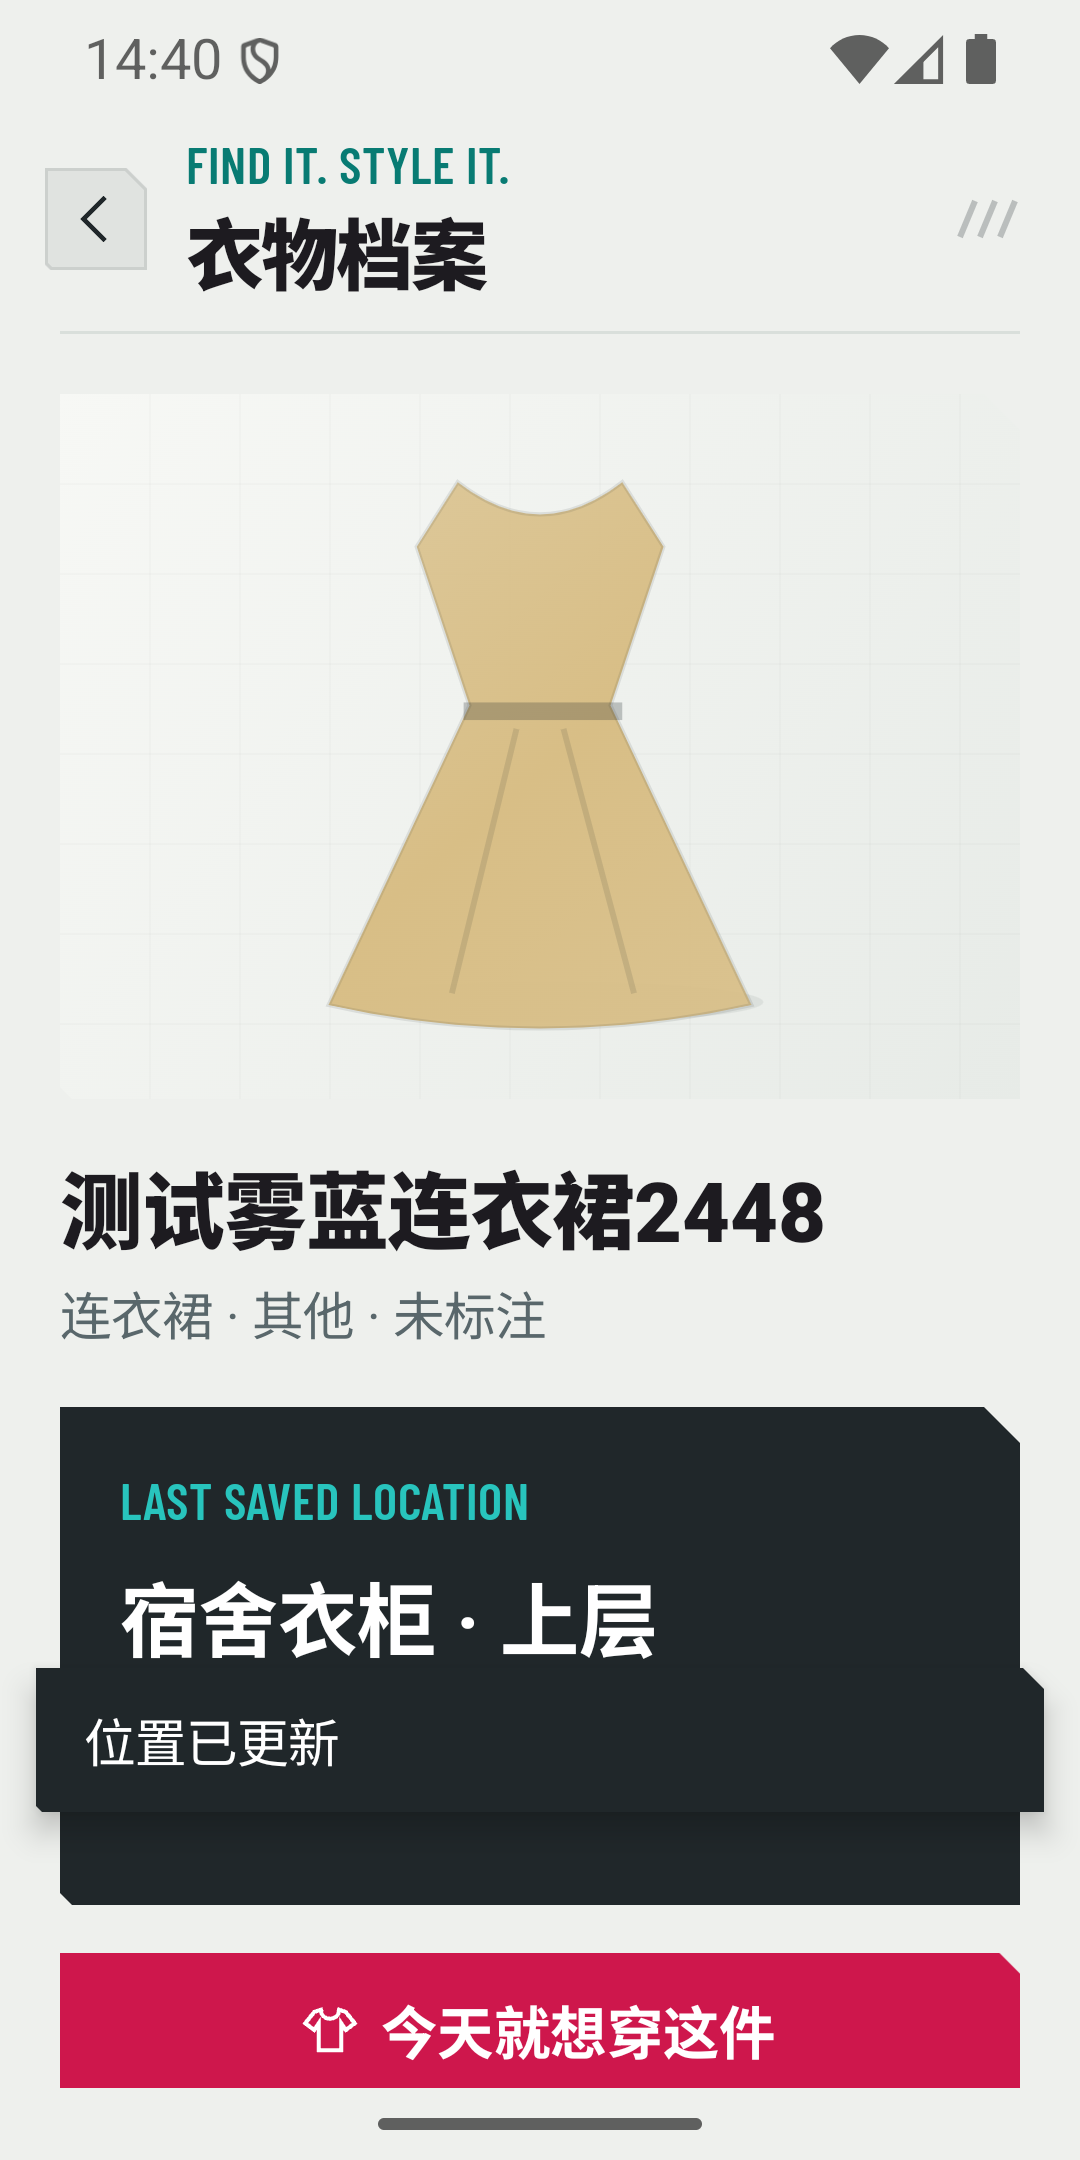 14:40
FIND IT. STYLE IT.
衣物档案
测试雾蓝连衣裙2448
连衣裙 · 其他 · 未标注
LAST SAVED LOCATION
宿舍衣柜 · 上层
位置已更新
今天就想穿这件